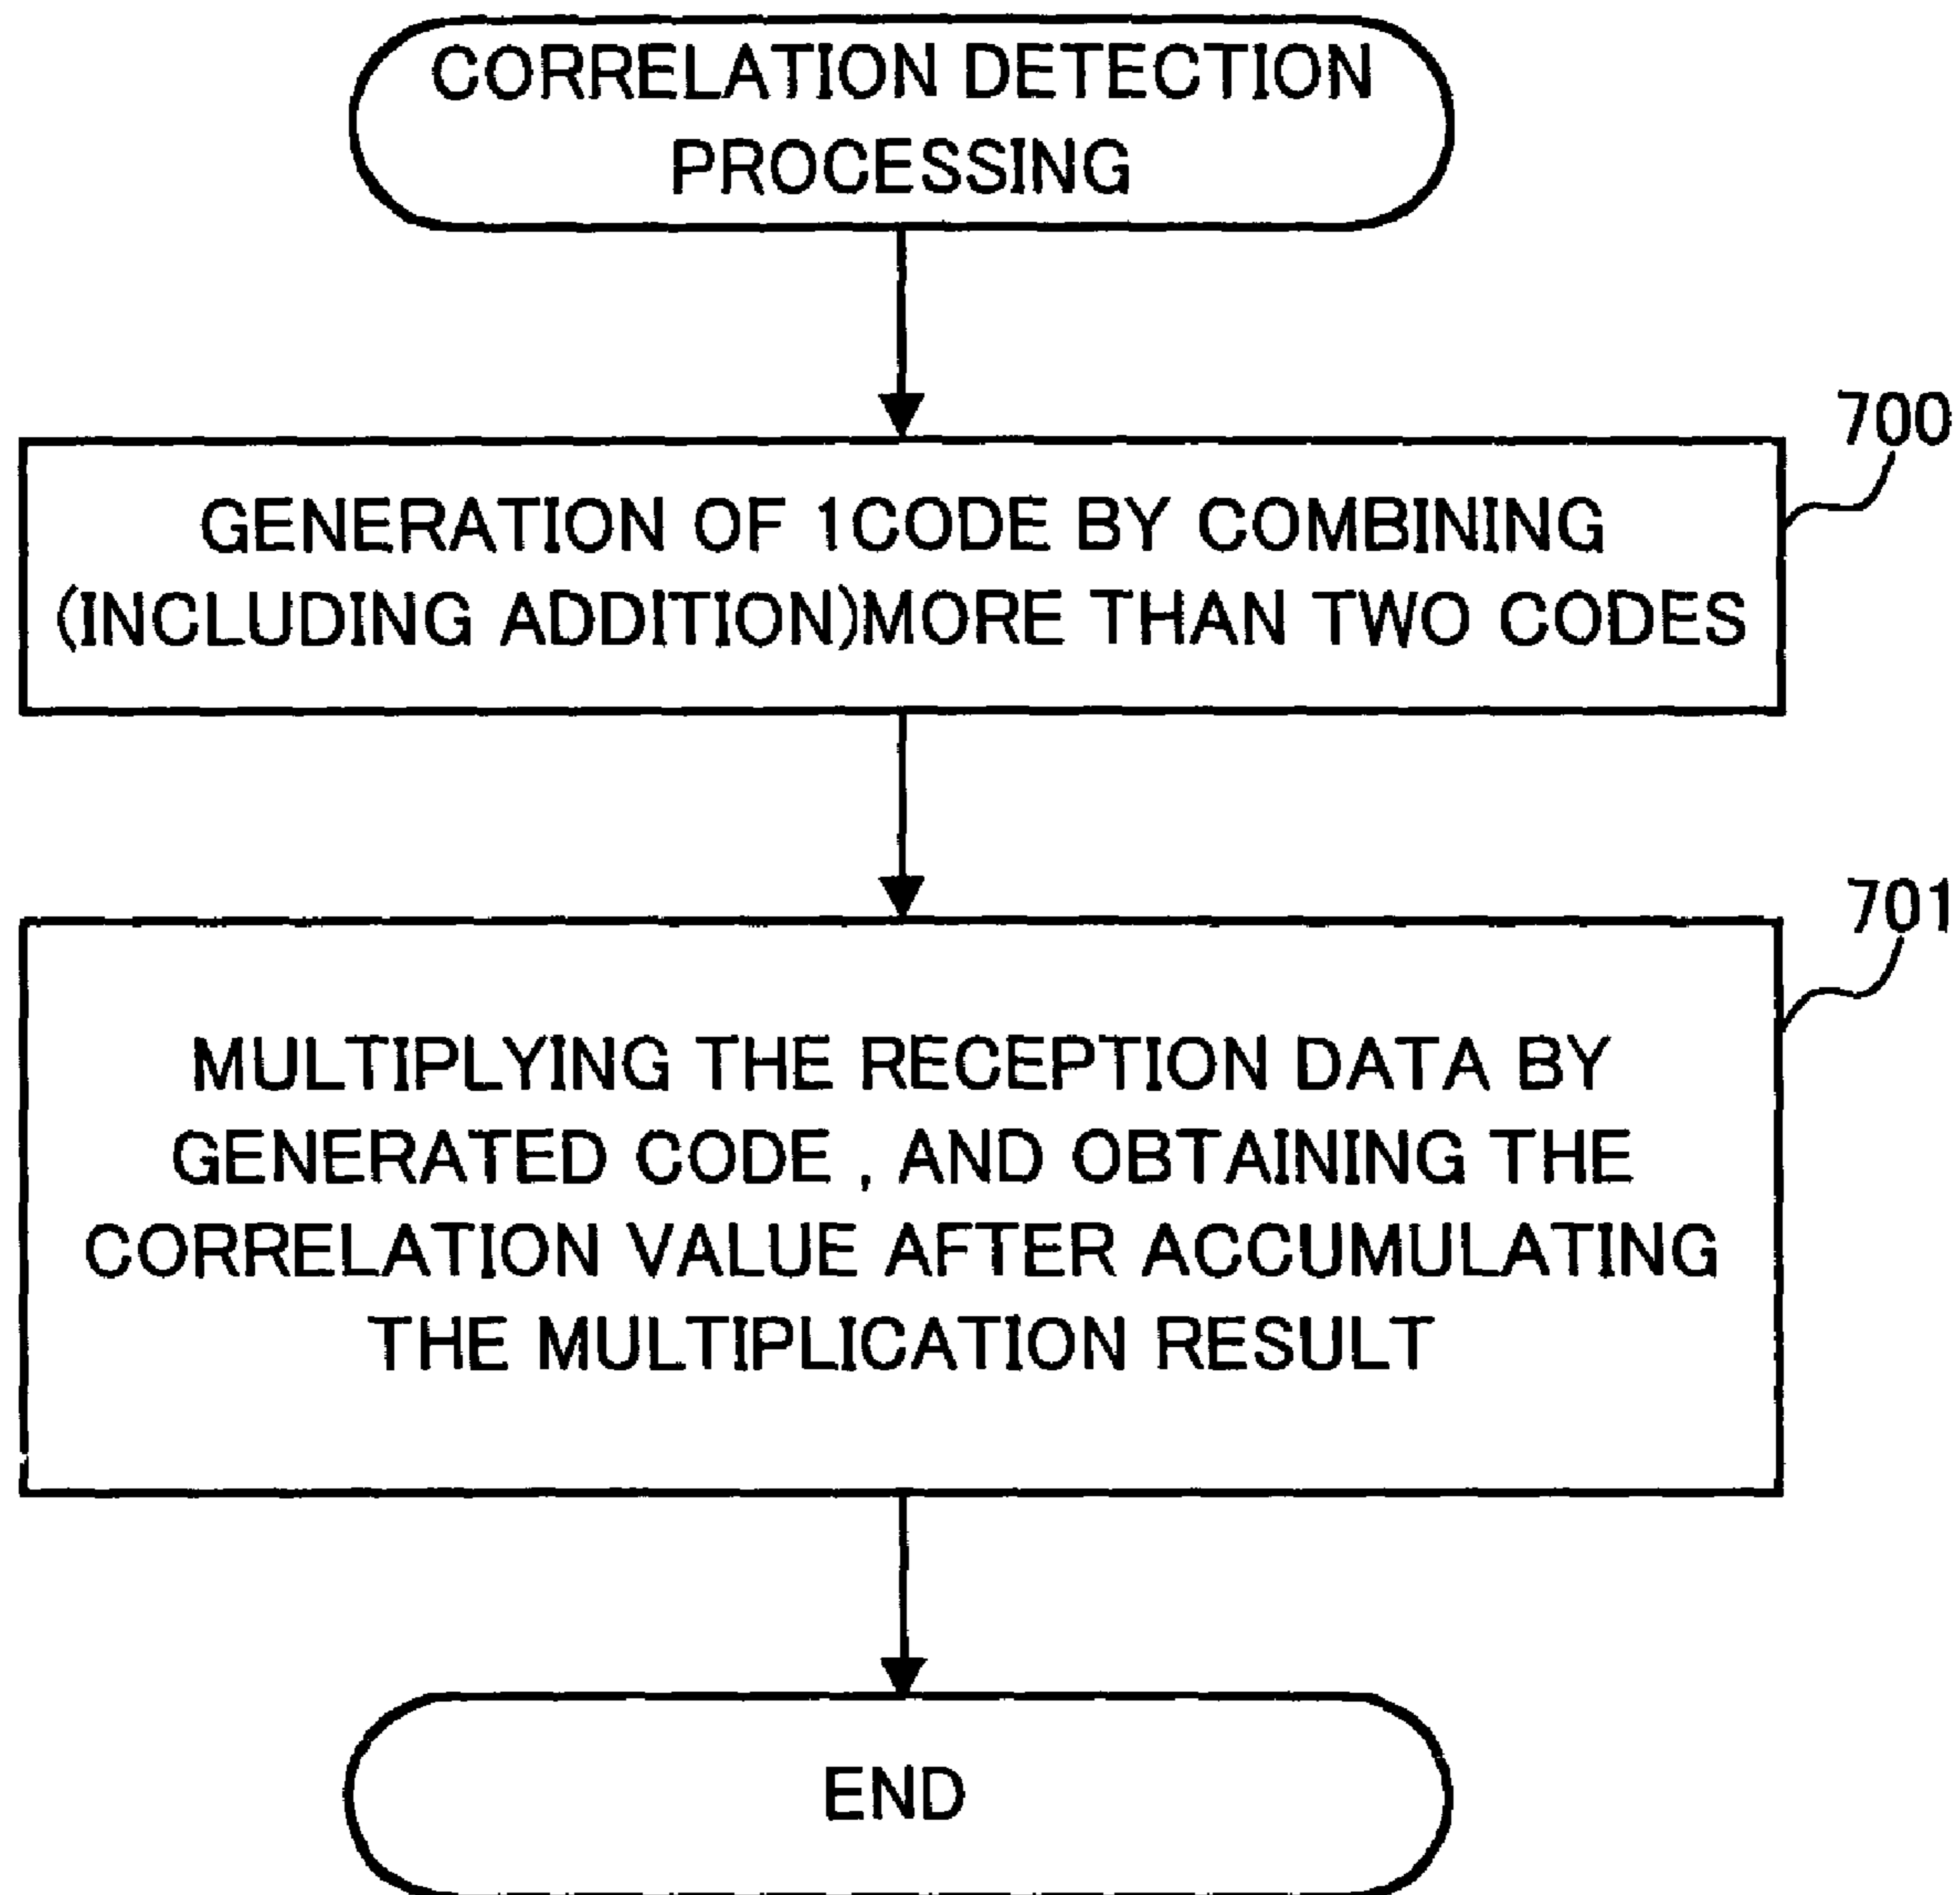 CORRELATION DETECTION
PROCESSING
700
GENERATION OF 1CODE BY COMBINING
(INCLUDING ADDITION)MORE THAN TWO CODES
701
MULTIPLYING THE RECEPTION DATA BY
GENERATED CODE , AND OBTAINING THE
CORRELATION VALUE AFTER ACCUMULATING
THE MULTIPLICATION RESULT
END